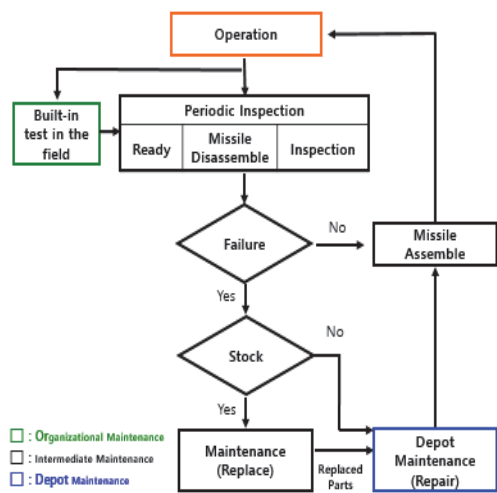 Operation
Built-in
test in the
field
Periodic Inspection
Ready
Missile
Disassemble
Inspection
Failure
No
Missile
Assemble
Yes
No
Stock
Yes
Maintenance
(Replace)
Replaced
Parts
Depot
Maintenance
(Repair)
: Organizational Maintenance
: Intermediate Maintenance
: Depot Maintenance